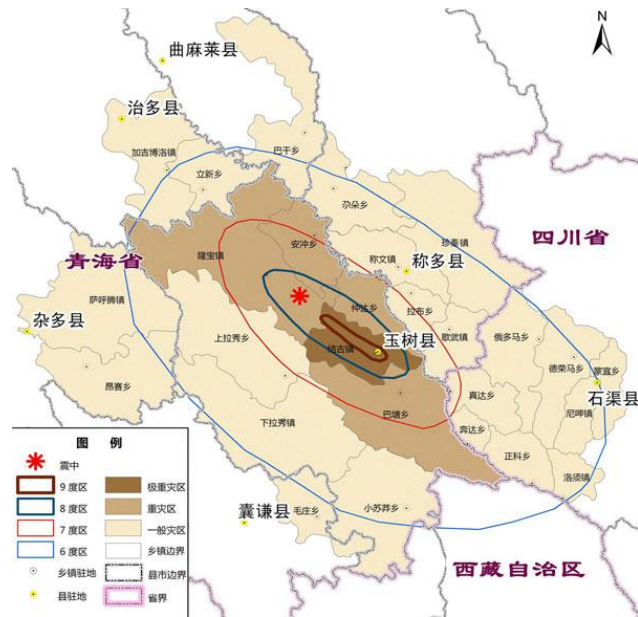 N
曲麻莱县
治多县
加吉博洛镇
巴干乡
立新乡
尕朵乡
珍秦镇
四川省
安冲乡
青海省
隆宝镇
称文镇
称多县
萨呼腾镇
仲达乡
拉布乡
杂多县
上拉秀乡
结古镇
玉树县
歇武镇
俄多马乡
德荣马乡
蒙宜乡
昂赛乡
真达乡
石渠县
巴塘乡
尼呷镇
下拉秀镇
奔达乡
正科乡
洛须镇
小苏莽乡
毛庄乡
囊谦县
西藏自治区
图 例
震中
9 度区
极重灾区
8 度区
重灾区
7 度区
一般灾区
6 度区
乡镇边界
乡镇驻地
县市边界
县驻地
省界